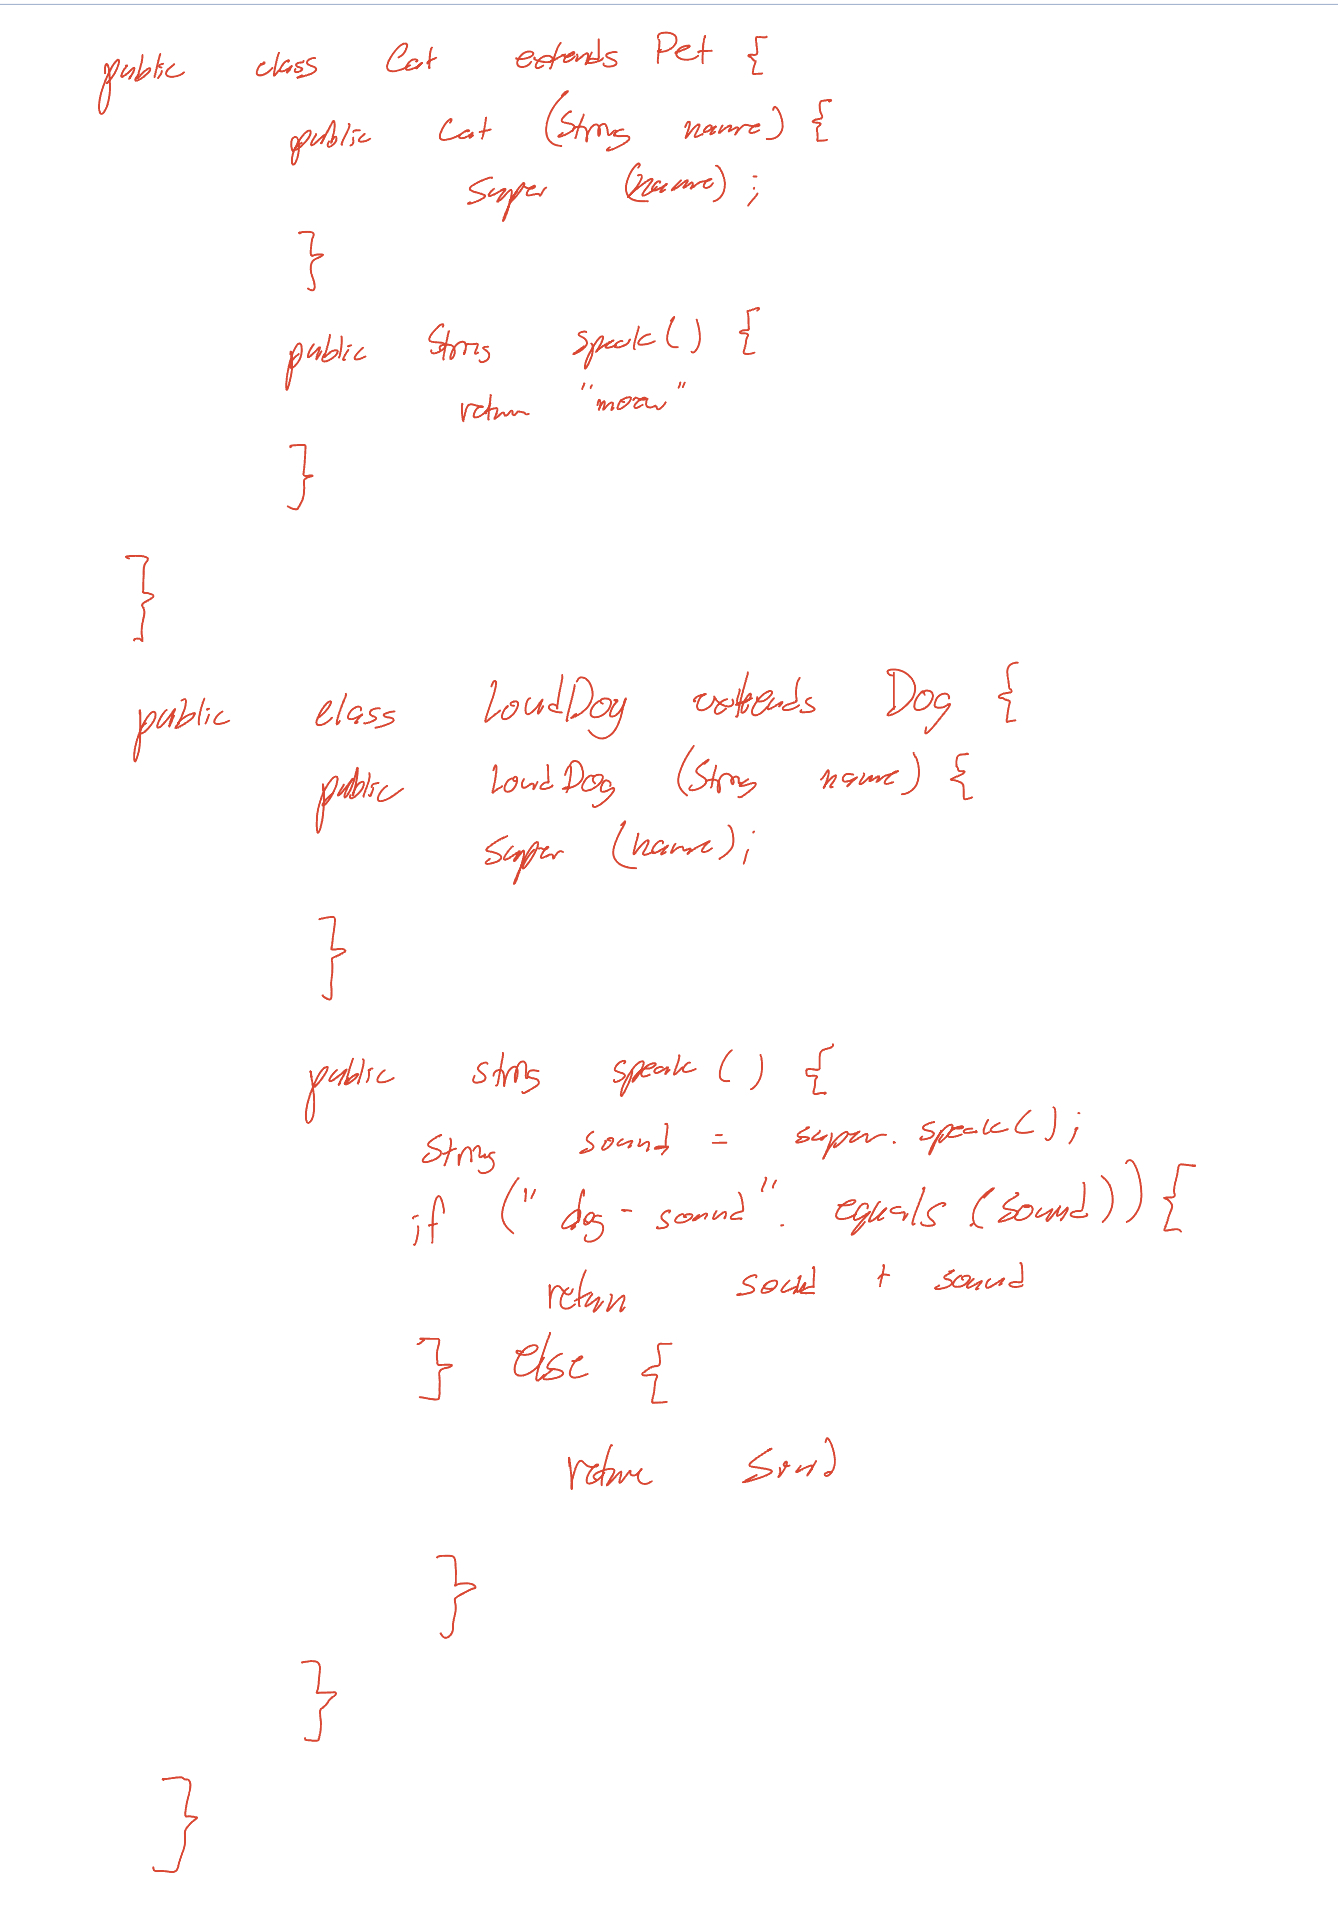 public class Cat extends Pet {
public Cat (String name) {
super (name) ;
}
public String speak() {
return "meow"
}
}
public class LoudDog extends Dog {
public LoudDog (String name) {
super (name);
}
public string speak () {
String sound = super. speak();
if ("dog-sound". equals (sound)) {
return sound + sound
} else {
return sound
}
}
}